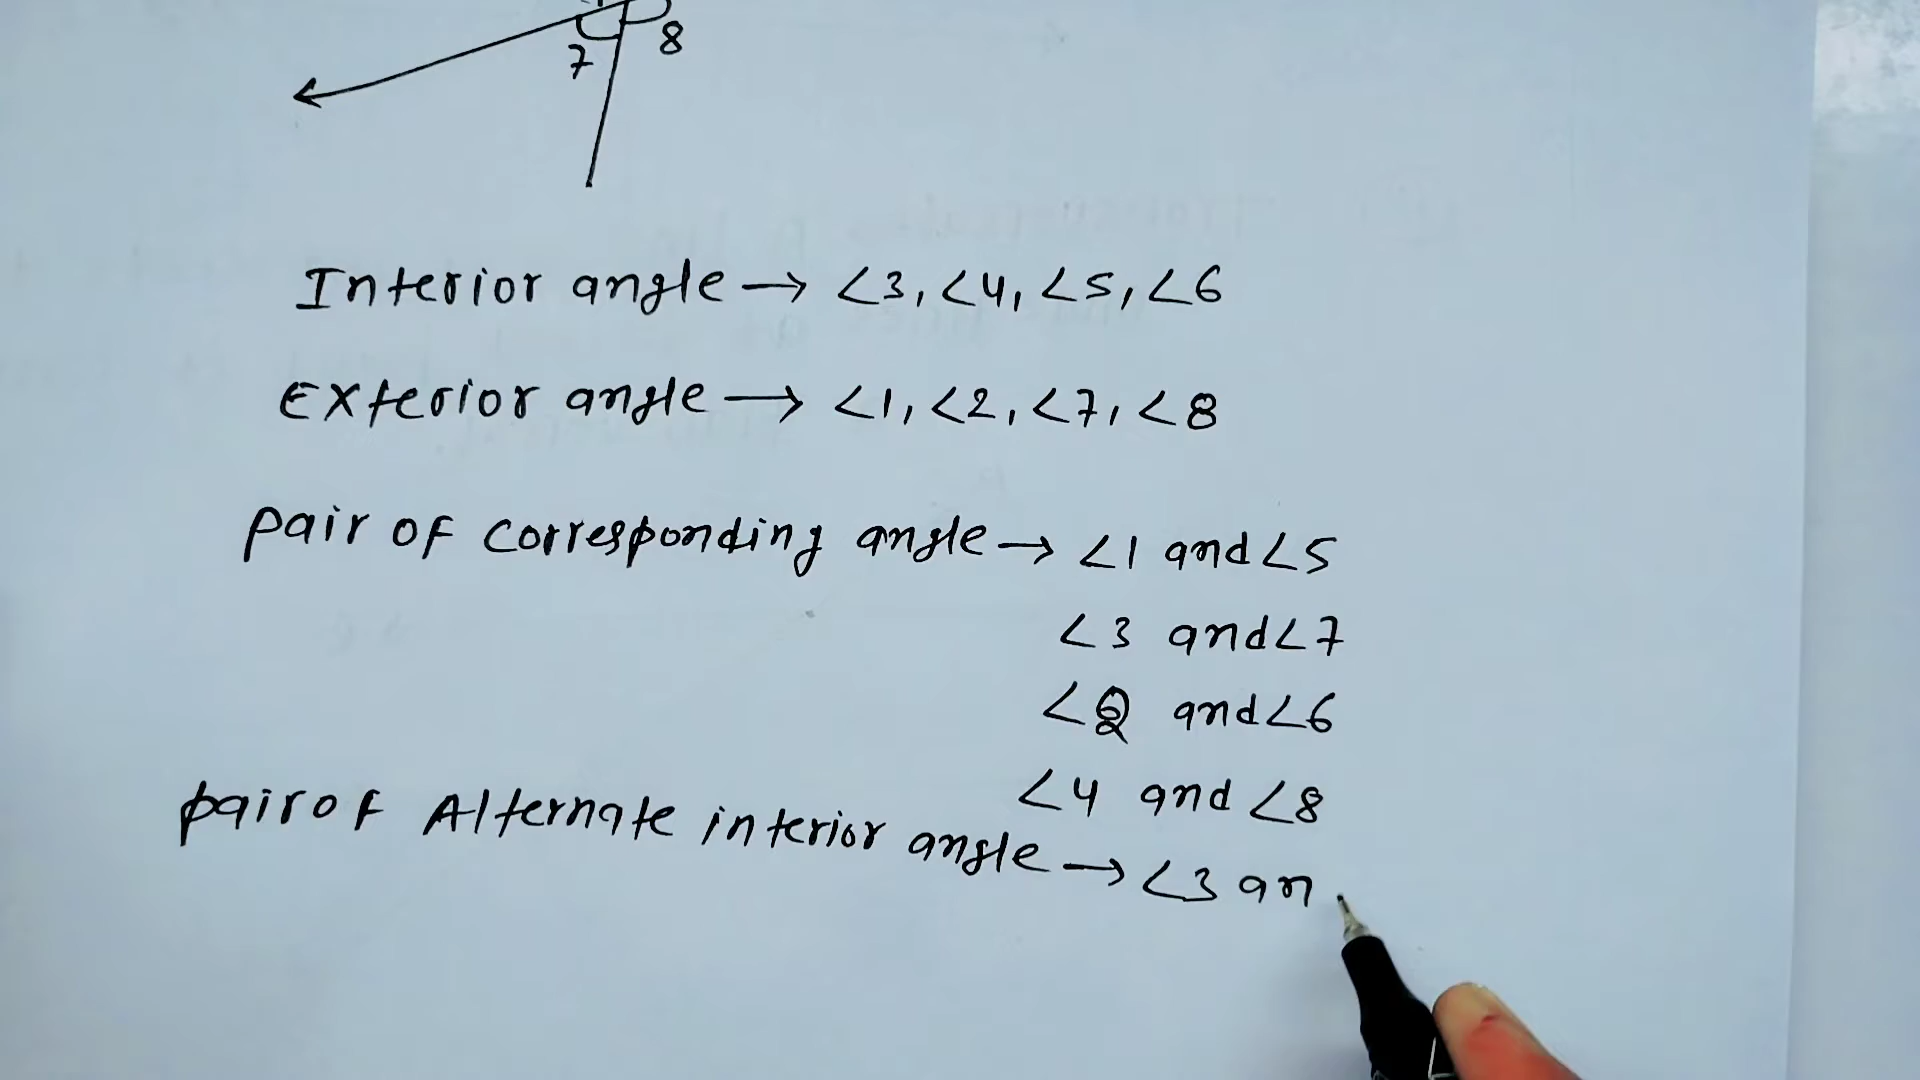 7 8
Interior angle → ∠3, ∠4, ∠5, ∠6
Exterior angle → ∠1, ∠2, ∠7, ∠8
pair of corresponding angle → ∠1 and ∠5
∠3 and ∠7
∠2 and ∠6
∠4 and ∠8
pair of Alternate interior angle → ∠3 an